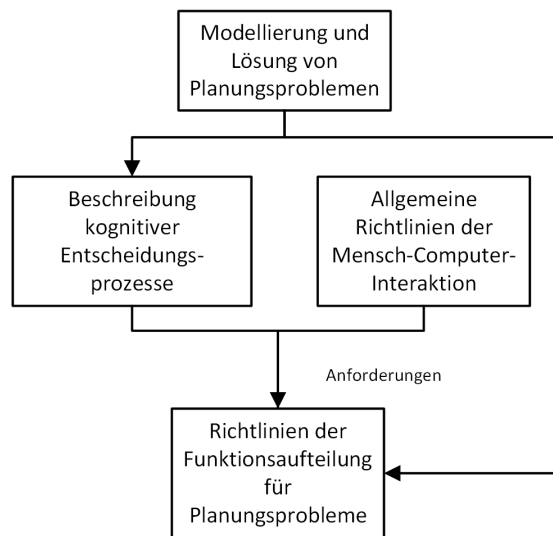 Modellierung und
Lösung von
Planungsproblemen
Beschreibung
kognitiver
Entscheidungs-
prozesse
Allgemeine
Richtlinien der
Mensch-Computer-
Interaktion
Anforderungen
Richtlinien der
Funktionsaufteilung
für
Planungsprobleme